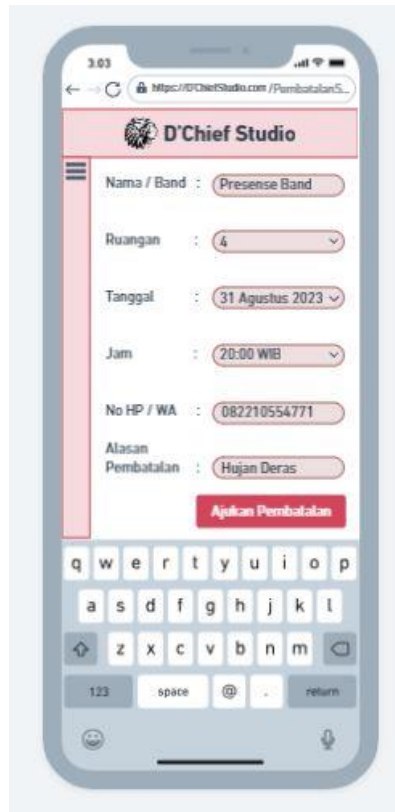 3:03
https://D'ChiefStudio.com /PembatalanS...
D'Chief Studio
Nama / Band : Presense Band
Ruangan : 4
Tanggal : 31 Agustus 2023
Jam : 20:00 WIB
No HP / WA : 082210554771
Alasan
Pembatalan : Hujan Deras
Ajukan Pembatalan
q w e r t y u i o p
a s d f g h j k l
z x c v b n m
123 space @ . return